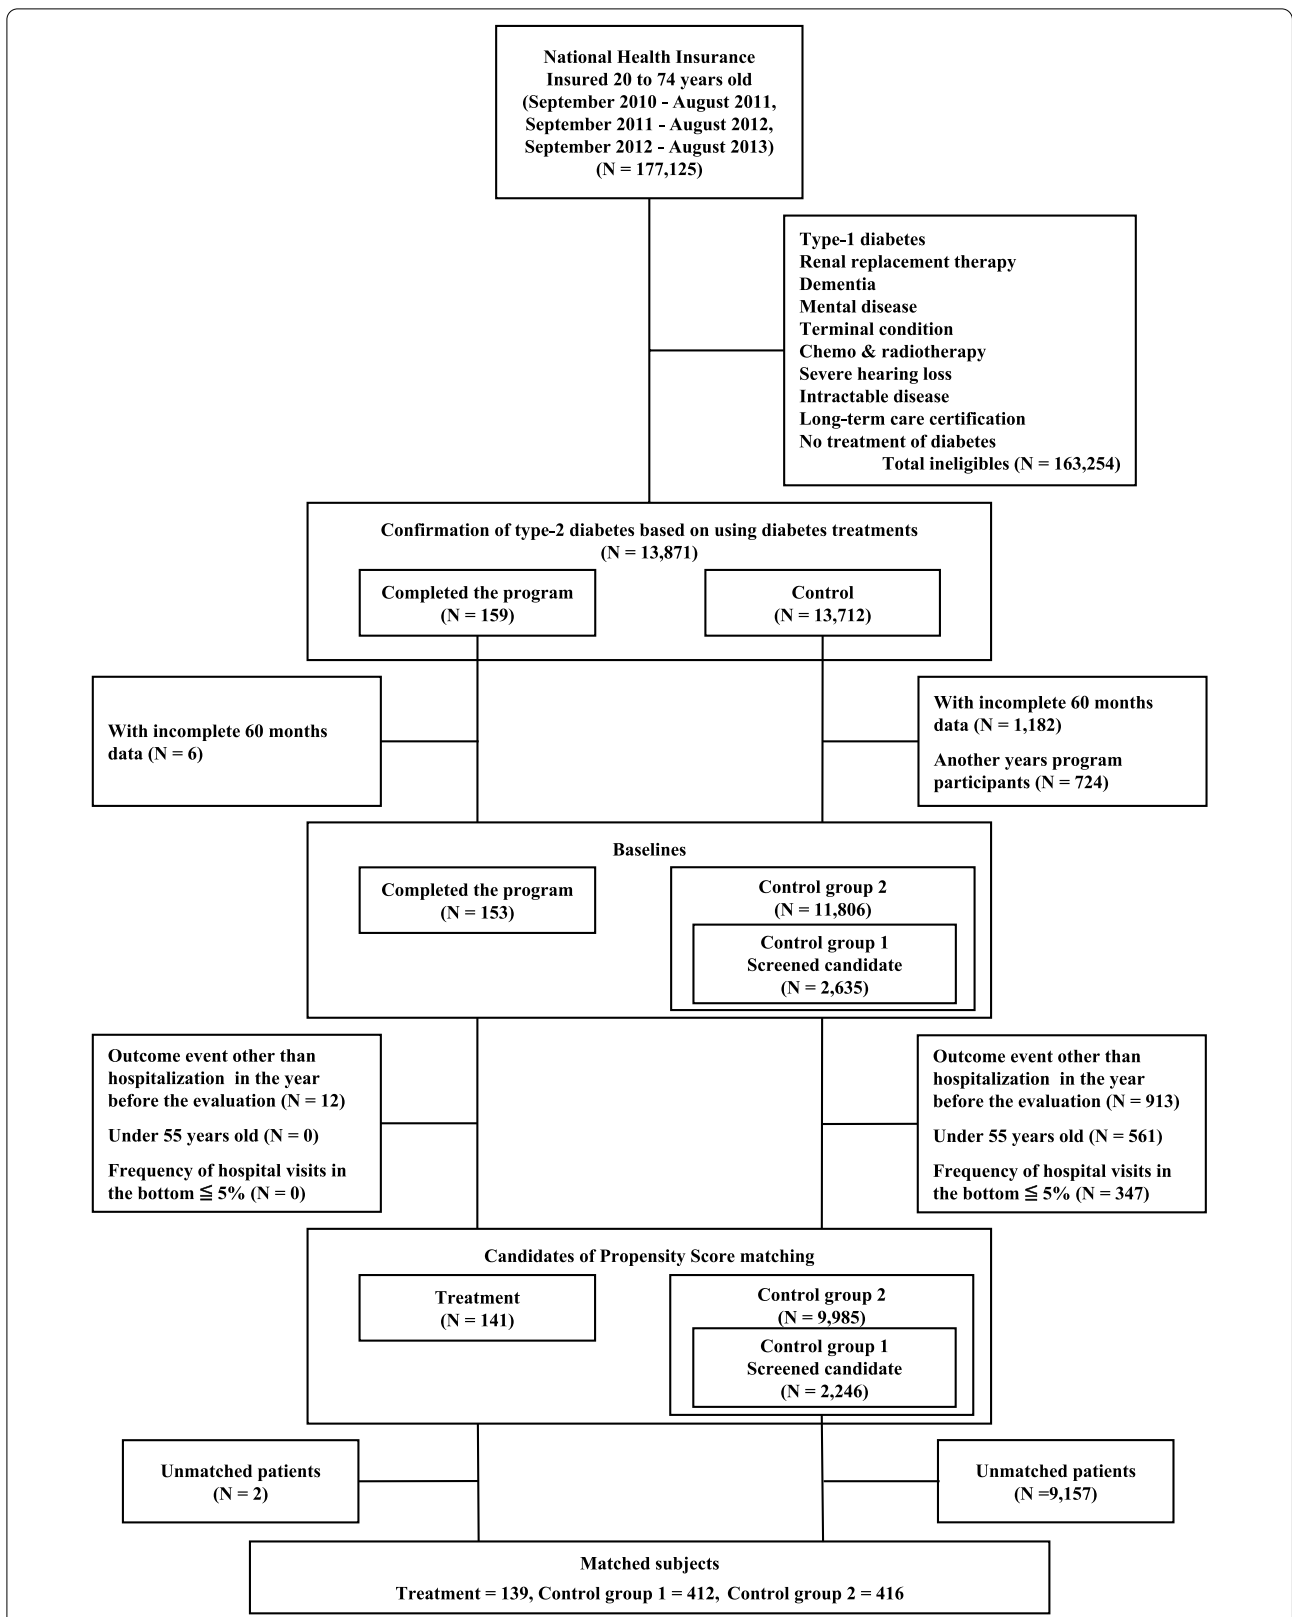 National Health Insurance
Insured 20 to 74 years old
(September 2010 - August 2011,
September 2011 - August 2012,
September 2012 - August 2013)
(N = 177,125)
Type-1 diabetes
Renal replacement therapy
Dementia
Mental disease
Terminal condition
Chemo & radiotherapy
Severe hearing loss
Intractable disease
Long-term care certification
No treatment of diabetes
Total ineligibles (N = 163,254)
Confirmation of type-2 diabetes based on using diabetes treatments
(N = 13,871)
Completed the program
(N = 159)
Control
(N = 13,712)
With incomplete 60 months
data (N = 6)
With incomplete 60 months
data (N = 1,182)
Another years program
participants (N = 724)
Baselines
Completed the program
(N = 153)
Control group 2
(N = 11,806)
Control group 1
Screened candidate
(N = 2,635)
Outcome event other than
hospitalization in the year
before the evaluation (N = 12)
Under 55 years old (N = 0)
Frequency of hospital visits in
the bottom ≦ 5% (N = 0)
Outcome event other than
hospitalization in the year
before the evaluation (N = 913)
Under 55 years old (N = 561)
Frequency of hospital visits in
the bottom ≦ 5% (N = 347)
Candidates of Propensity Score matching
Treatment
(N = 141)
Control group 2
(N = 9,985)
Control group 1
Screened candidate
(N = 2,246)
Unmatched patients
(N = 2)
Unmatched patients
(N =9,157)
Matched subjects
Treatment = 139, Control group 1 = 412, Control group 2 = 416